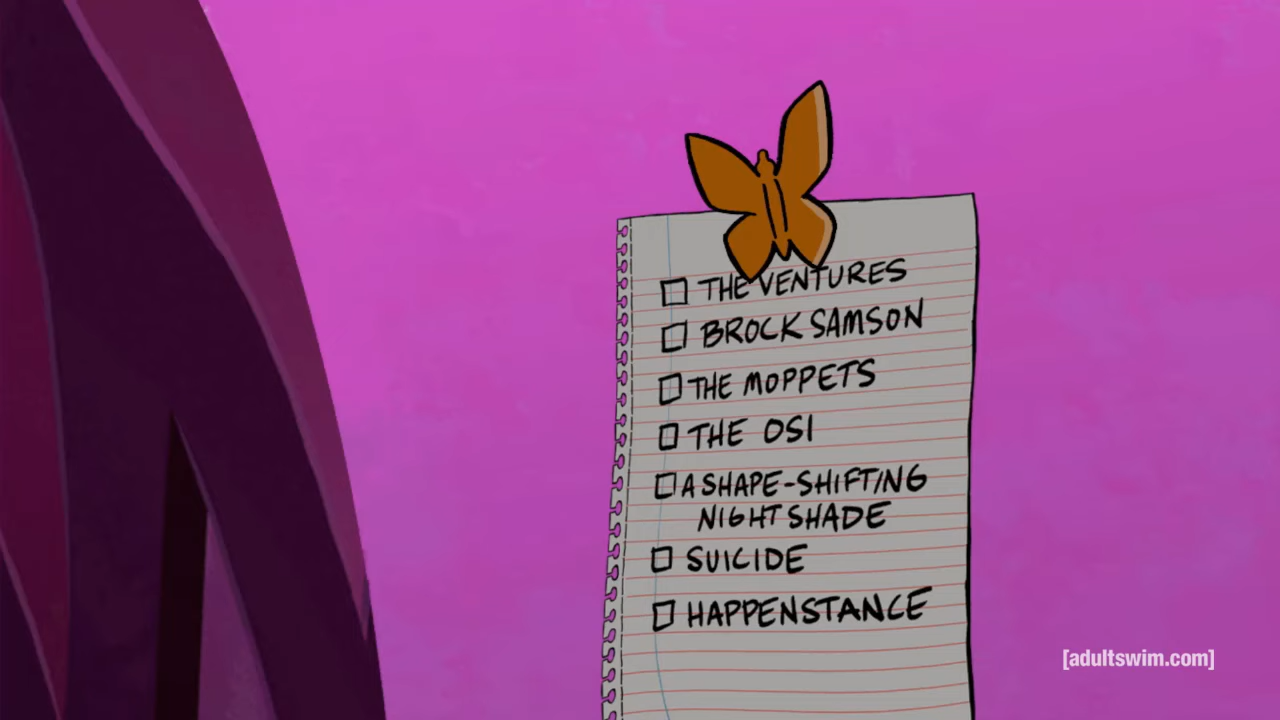 THE VENTURES
BROCK SAMSON
THE MOPPETS
THE OSI
A SHAPE-SHIFTING
NIGHTSHADE
SUICIDE
HAPPENSTANCE
[adultswim.com]